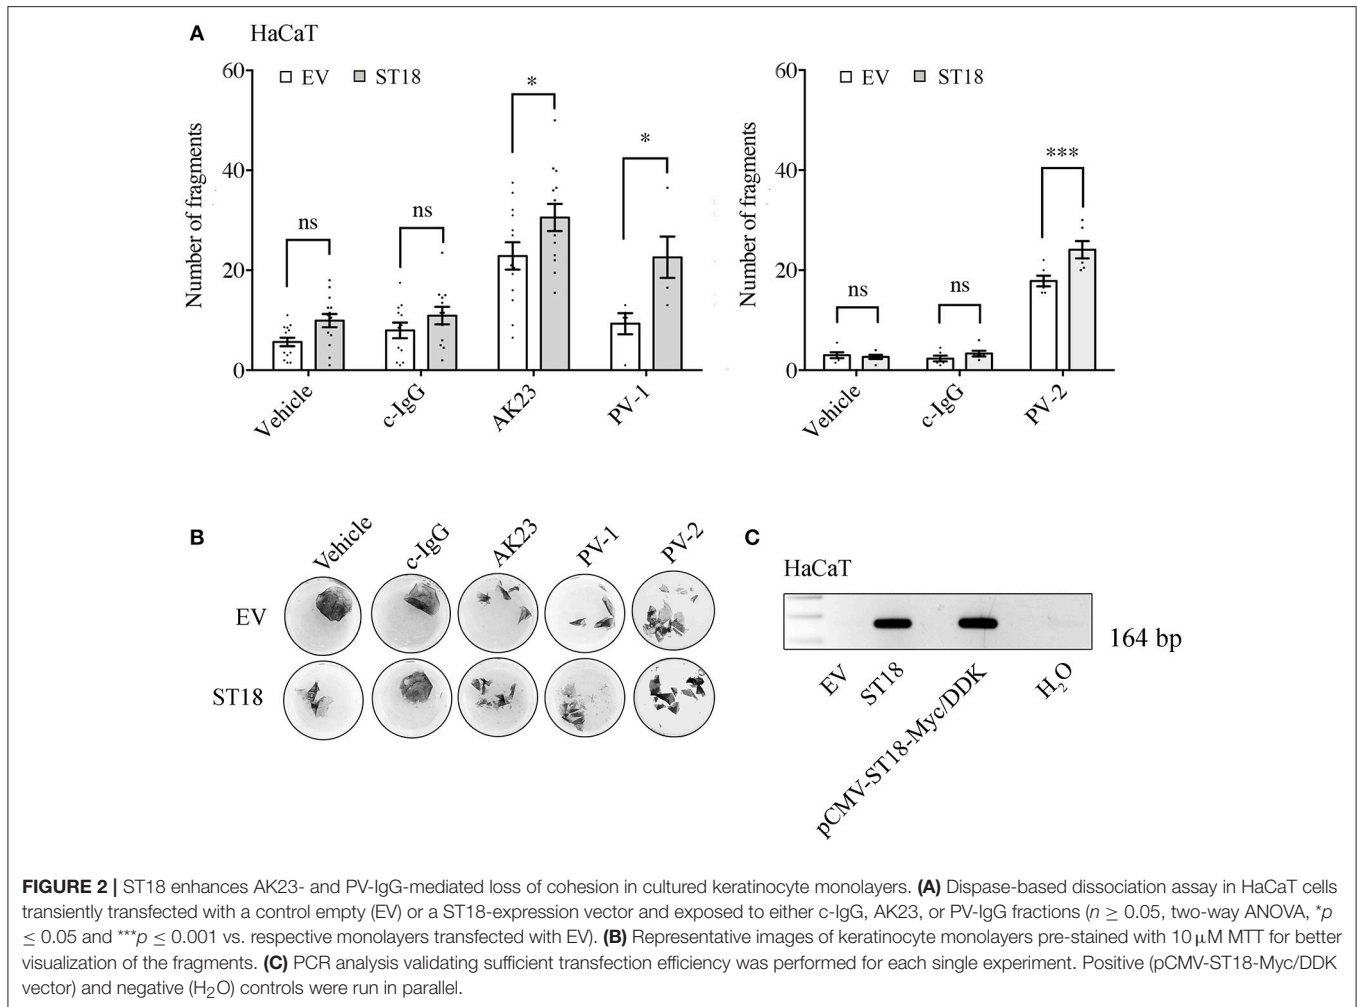 A HaCaT
60
40
20
0
Number of fragments
EV ST18
ns
ns
*
*
Vehicle
c-IgG
AK23
PV-1
60
40
20
0
Number of fragments
EV ST18
ns
ns
***
Vehicle
c-IgG
PV-2
B
Vehicle
c-IgG
AK23
PV-1
PV-2
EV
ST18
C
HaCaT
164 bp
EV
ST18
pCMV-ST18-Myc/DDK
H₂O
FIGURE 2 | ST18 enhances AK23- and PV-IgG-mediated loss of cohesion in cultured keratinocyte monolayers. (A) Dispase-based dissociation assay in HaCaT cells
transiently transfected with a control empty (EV) or a ST18-expression vector and exposed to either c-IgG, AK23, or PV-IgG fractions (n ≥ 0.05, two-way ANOVA, *p
≤ 0.05 and ***p ≤ 0.001 vs. respective monolayers transfected with EV). (B) Representative images of keratinocyte monolayers pre-stained with 10 μM MTT for better
visualization of the fragments. (C) PCR analysis validating sufficient transfection efficiency was performed for each single experiment. Positive (pCMV-ST18-Myc/DDK
vector) and negative (H₂O) controls were run in parallel.